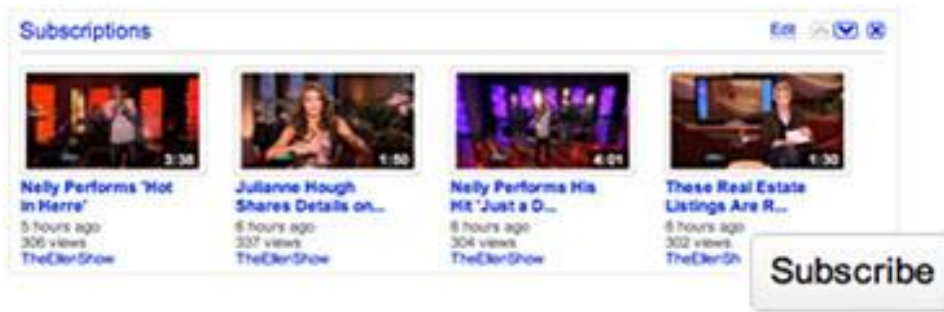 Subscriptions
Edit
3:38
1:50
4:01
1:30
Nelly Performs 'Hot
In Herre'
5 hours ago
306 views
TheEllenShow
Julianne Hough
Shares Details on...
6 hours ago
337 views
TheEllenShow
Nelly Performs His
Hit 'Just a D...
6 hours ago
304 views
TheEllenShow
These Real Estate
Listings Are R...
6 hours ago
302 views
TheEllenSh
Subscribe